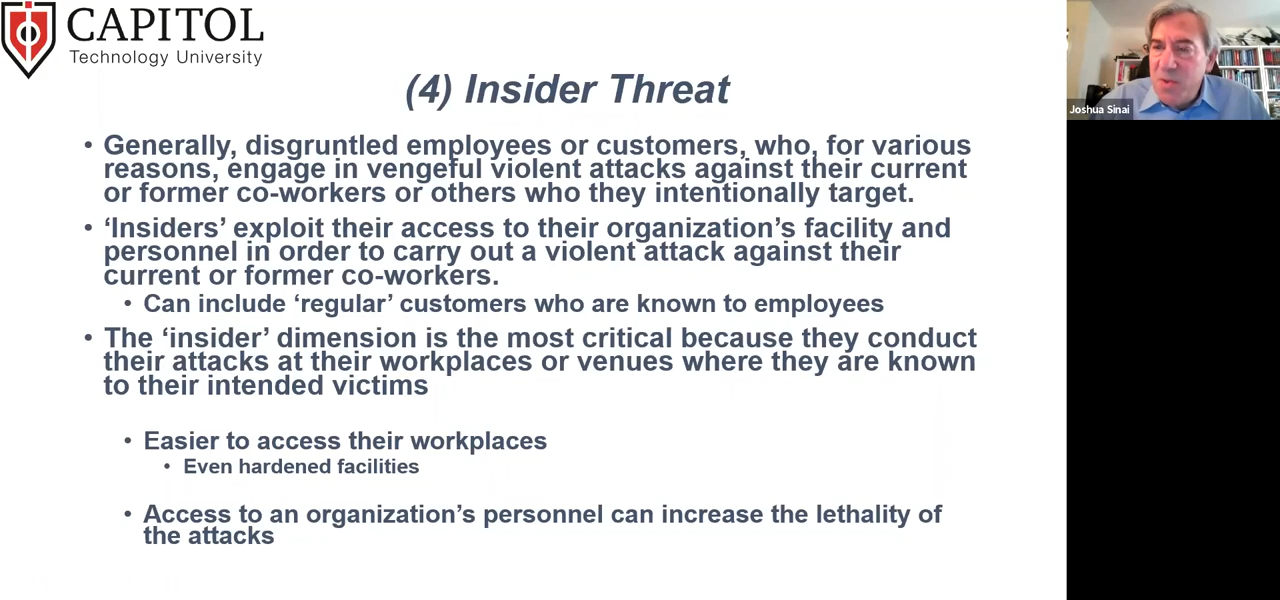 CAPITOL
Technology University
(4) Insider Threat
• Generally, disgruntled employees or customers, who, for various
reasons, engage in vengeful violent attacks against their current
or former co-workers or others who they intentionally target.
• ‘Insiders’ exploit their access to their organization’s facility and
personnel in order to carry out a violent attack against their
current or former co-workers.
• Can include ‘regular’ customers who are known to employees
• The ‘insider’ dimension is the most critical because they conduct
their attacks at their workplaces or venues where they are known
to their intended victims
• Easier to access their workplaces
• Even hardened facilities
• Access to an organization’s personnel can increase the lethality of
the attacks
Joshua Sinai